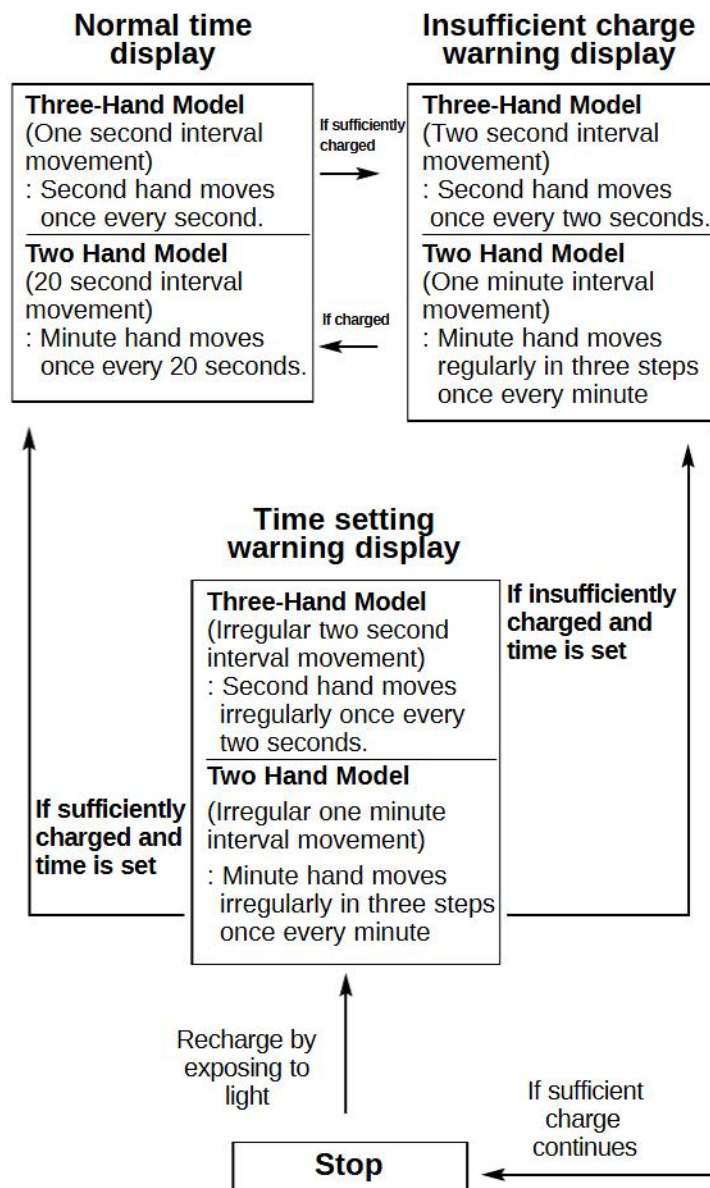 Normal time
display
Three-Hand Model
(One second interval
movement)
: Second hand moves
once every second.
Two Hand Model
(20 second interval
movement)
: Minute hand moves
once every 20 seconds.
If sufficiently
charged
If charged
Insufficient charge
warning display
Three-Hand Model
(Two second interval
movement)
: Second hand moves
once every two seconds.
Two Hand Model
(One minute interval
movement)
: Minute hand moves
regularly in three steps
once every minute
Time setting
warning display
Three-Hand Model
(Irregular two second
interval movement)
: Second hand moves
irregularly once every
two seconds.
Two Hand Model
(Irregular one minute
interval movement)
: Minute hand moves
irregularly in three steps
once every minute
If insufficiently
charged and
time is set
If sufficiently
charged and
time is set
Recharge by
exposing to
light
If sufficient
charge
continues
Stop